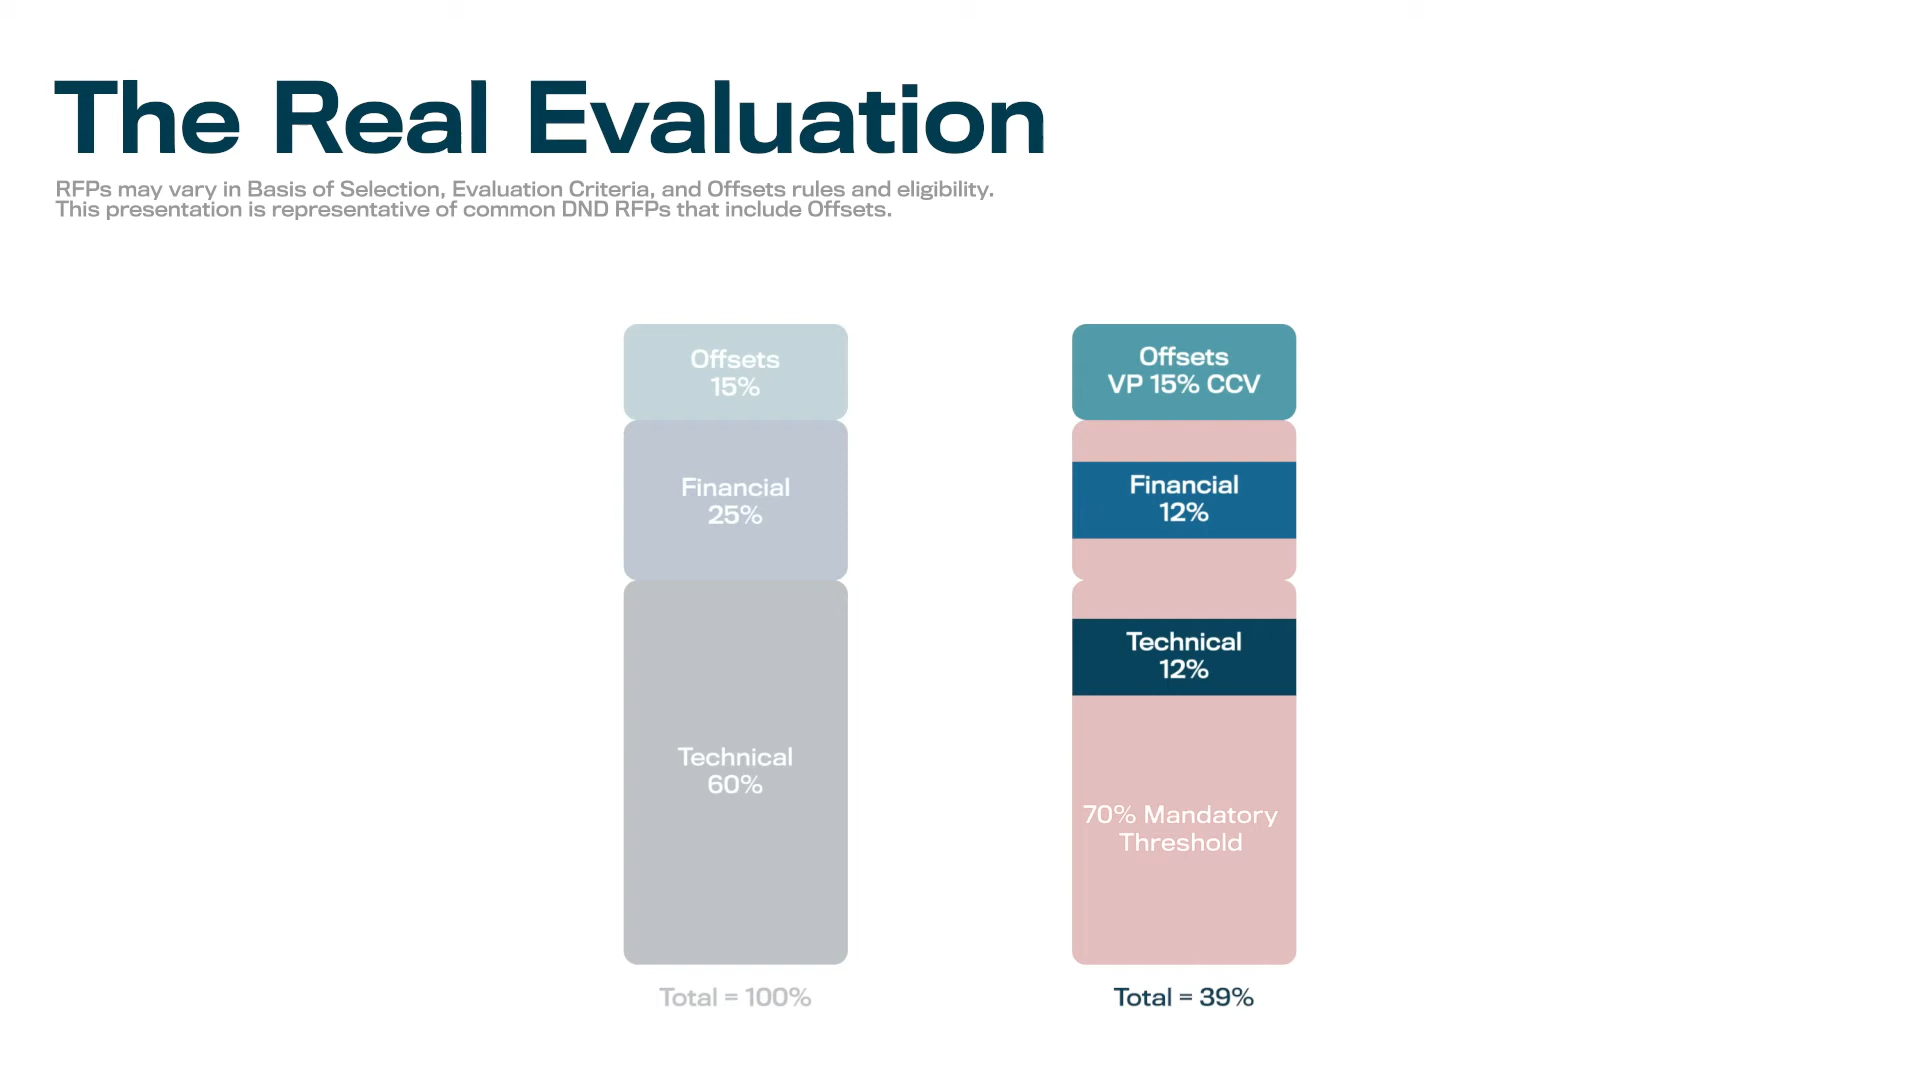 The Real Evaluation
RFPs may vary in Basis of Selection, Evaluation Criteria, and Offsets rules and eligibility.
This presentation is representative of common DND RFPs that include Offsets.
Offsets
15%
Financial
25%
Technical
60%
Total = 100%
Offsets
VP 15% CCV
Financial
12%
Technical
12%
70% Mandatory
Threshold
Total = 39%